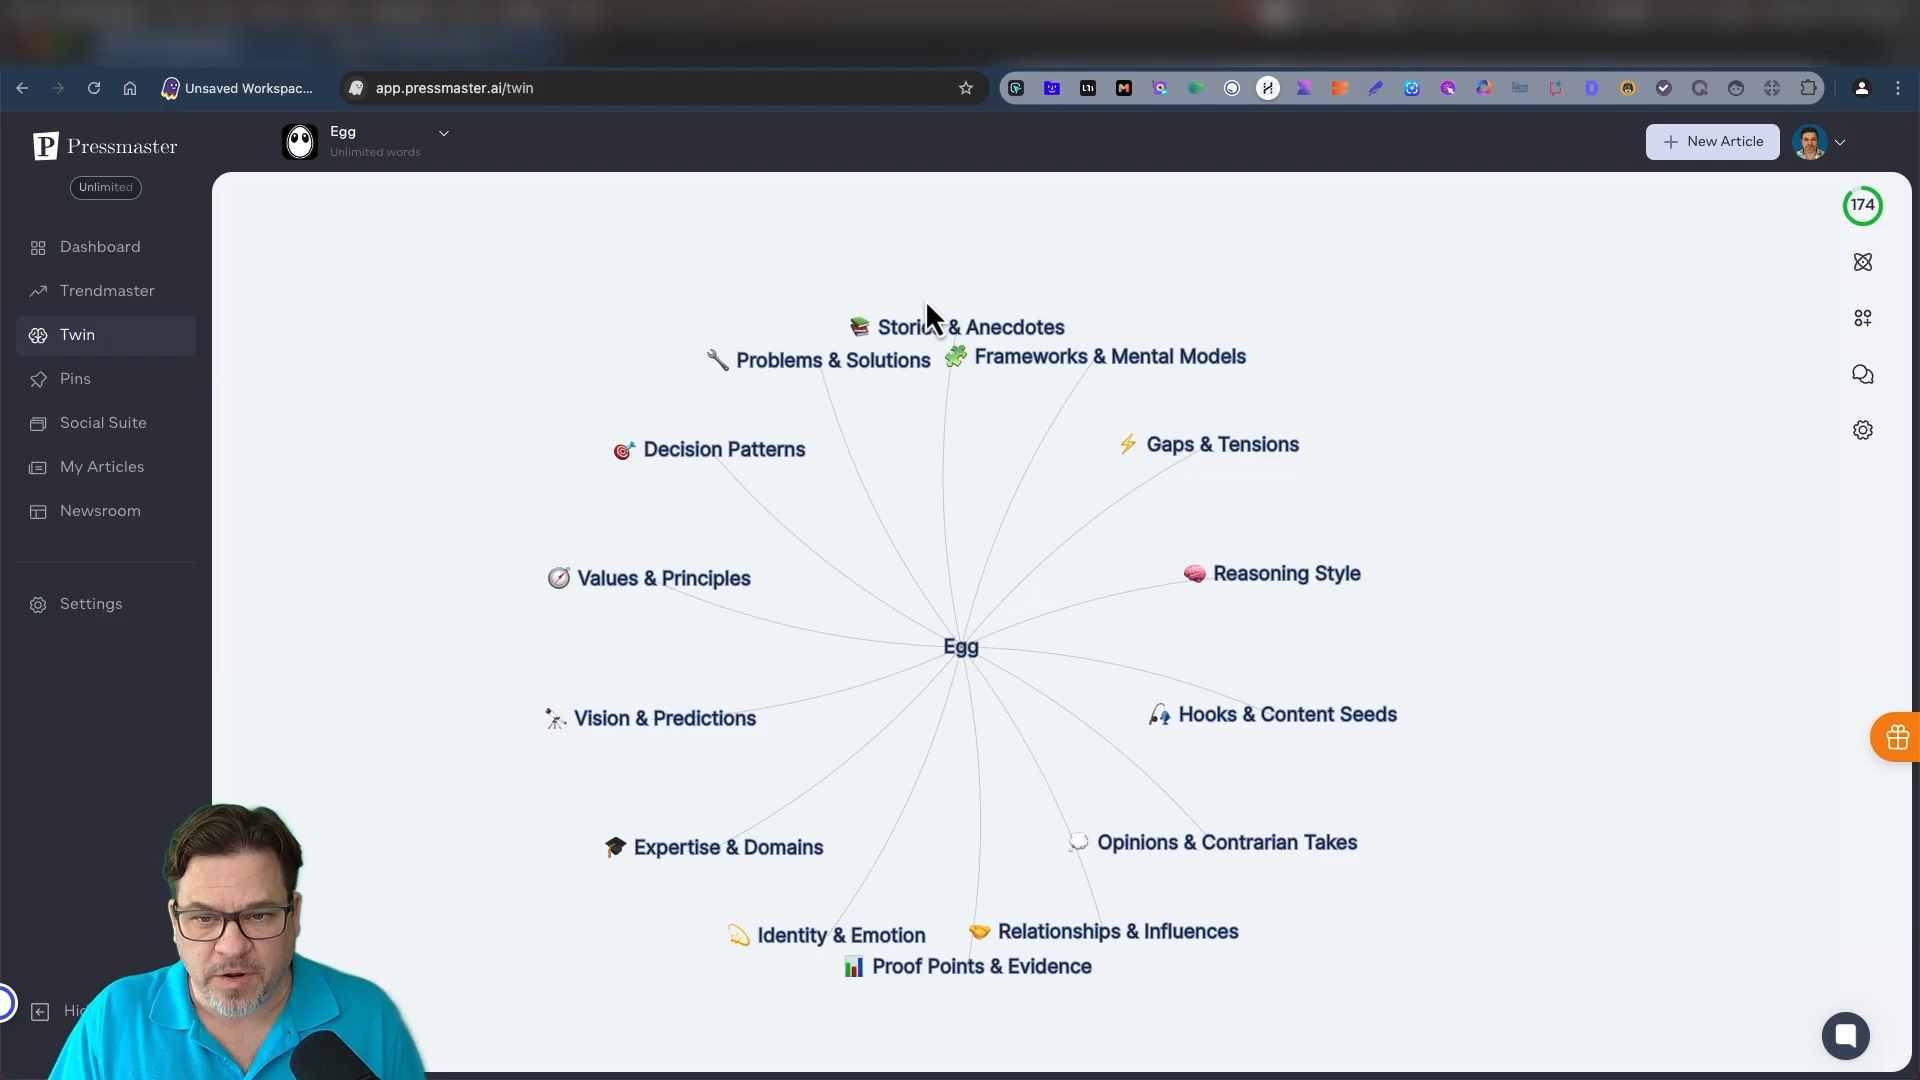 Unsaved Workspac...
app.pressmaster.ai/twin
Pressmaster
Unlimited
Egg
Unlimited words
New Article
174
Dashboard
Trendmaster
Twin
Pins
Social Suite
My Articles
Newsroom
Settings
Stories & Anecdotes
Problems & Solutions
Frameworks & Mental Models
Decision Patterns
Gaps & Tensions
Values & Principles
Reasoning Style
Egg
Vision & Predictions
Hooks & Content Seeds
Expertise & Domains
Opinions & Contrarian Takes
Identity & Emotion
Relationships & Influences
Proof Points & Evidence